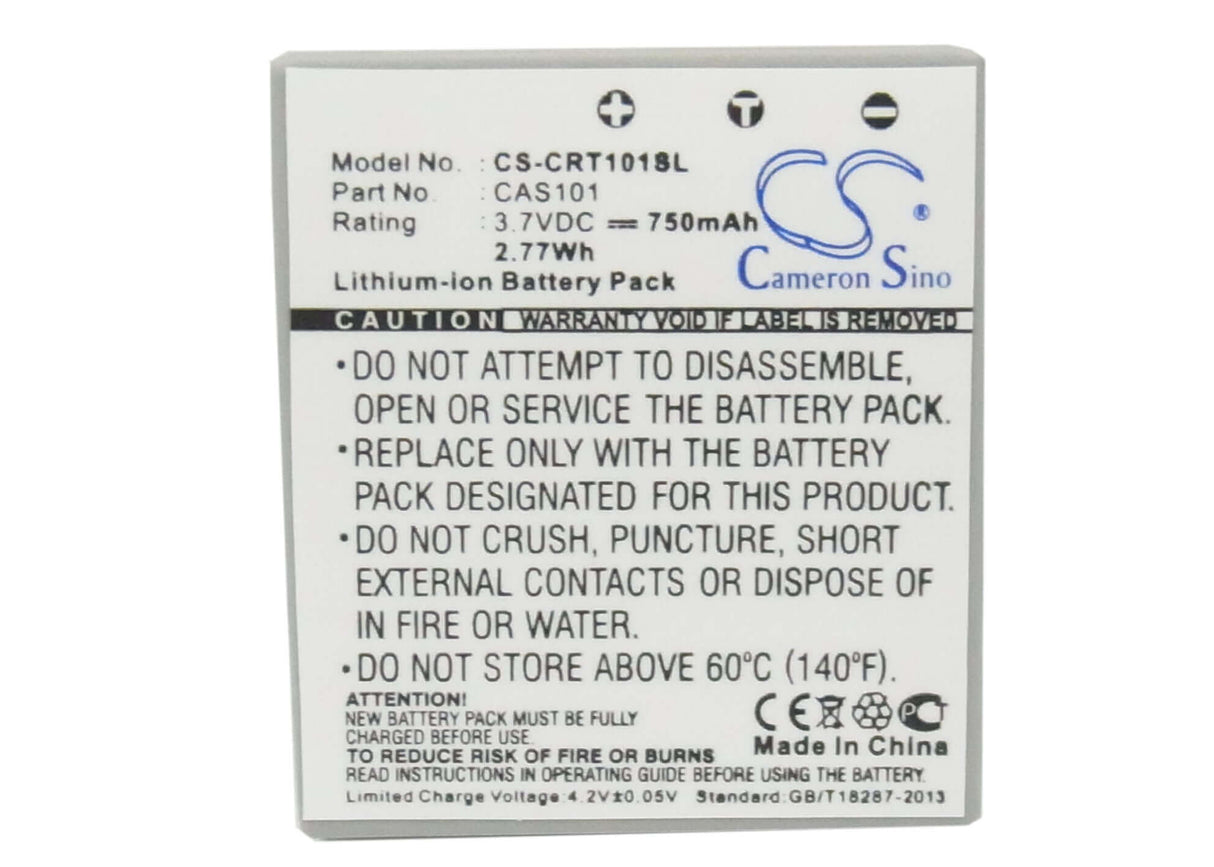 + T −
Model No. : CS-CRT101SL
Part No. : CAS101
Rating : 3.7VDC ⎓ 750mAh
2.77Wh
Lithium-ion Battery Pack
CS ®
Cameron Sino
CAUTION WARRANTY VOID IF LABEL IS REMOVED
•DO NOT ATTEMPT TO DISASSEMBLE,
OPEN OR SERVICE THE BATTERY PACK.
•REPLACE ONLY WITH THE BATTERY
PACK DESIGNATED FOR THIS PRODUCT.
•DO NOT CRUSH, PUNCTURE, SHORT
EXTERNAL CONTACTS OR DISPOSE OF
IN FIRE OR WATER.
•DO NOT STORE ABOVE 60°C (140°F).
ATTENTION!
NEW BATTERY PACK MUST BE FULLY
CHARGED BEFORE USE.
CE PCT
Made In China
TO REDUCE RISK OF FIRE OR BURNS
READ INSTRUCTIONS IN OPERATING GUIDE BEFORE USING THE BATTERY.
Limited Charge Voltage:4.2V±0.05V Standard:GB/T18287-2013